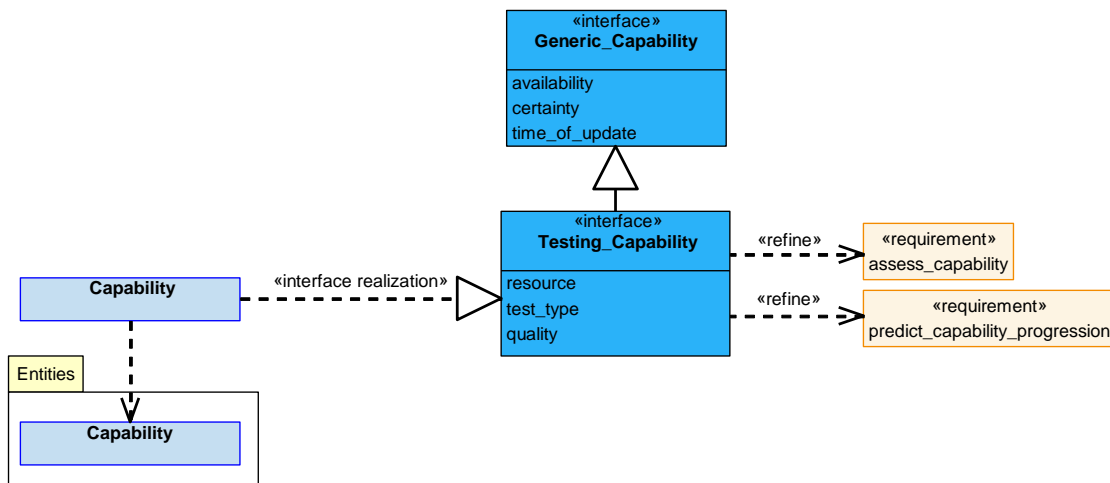 «interface»
Generic_Capability
availability
certainty
time_of_update
«interface»
Testing_Capability
resource
test_type
quality
«refine»
«requirement»
assess_capability
«refine»
«requirement»
predict_capability_progression
Capability
«interface realization»
Entities
Capability